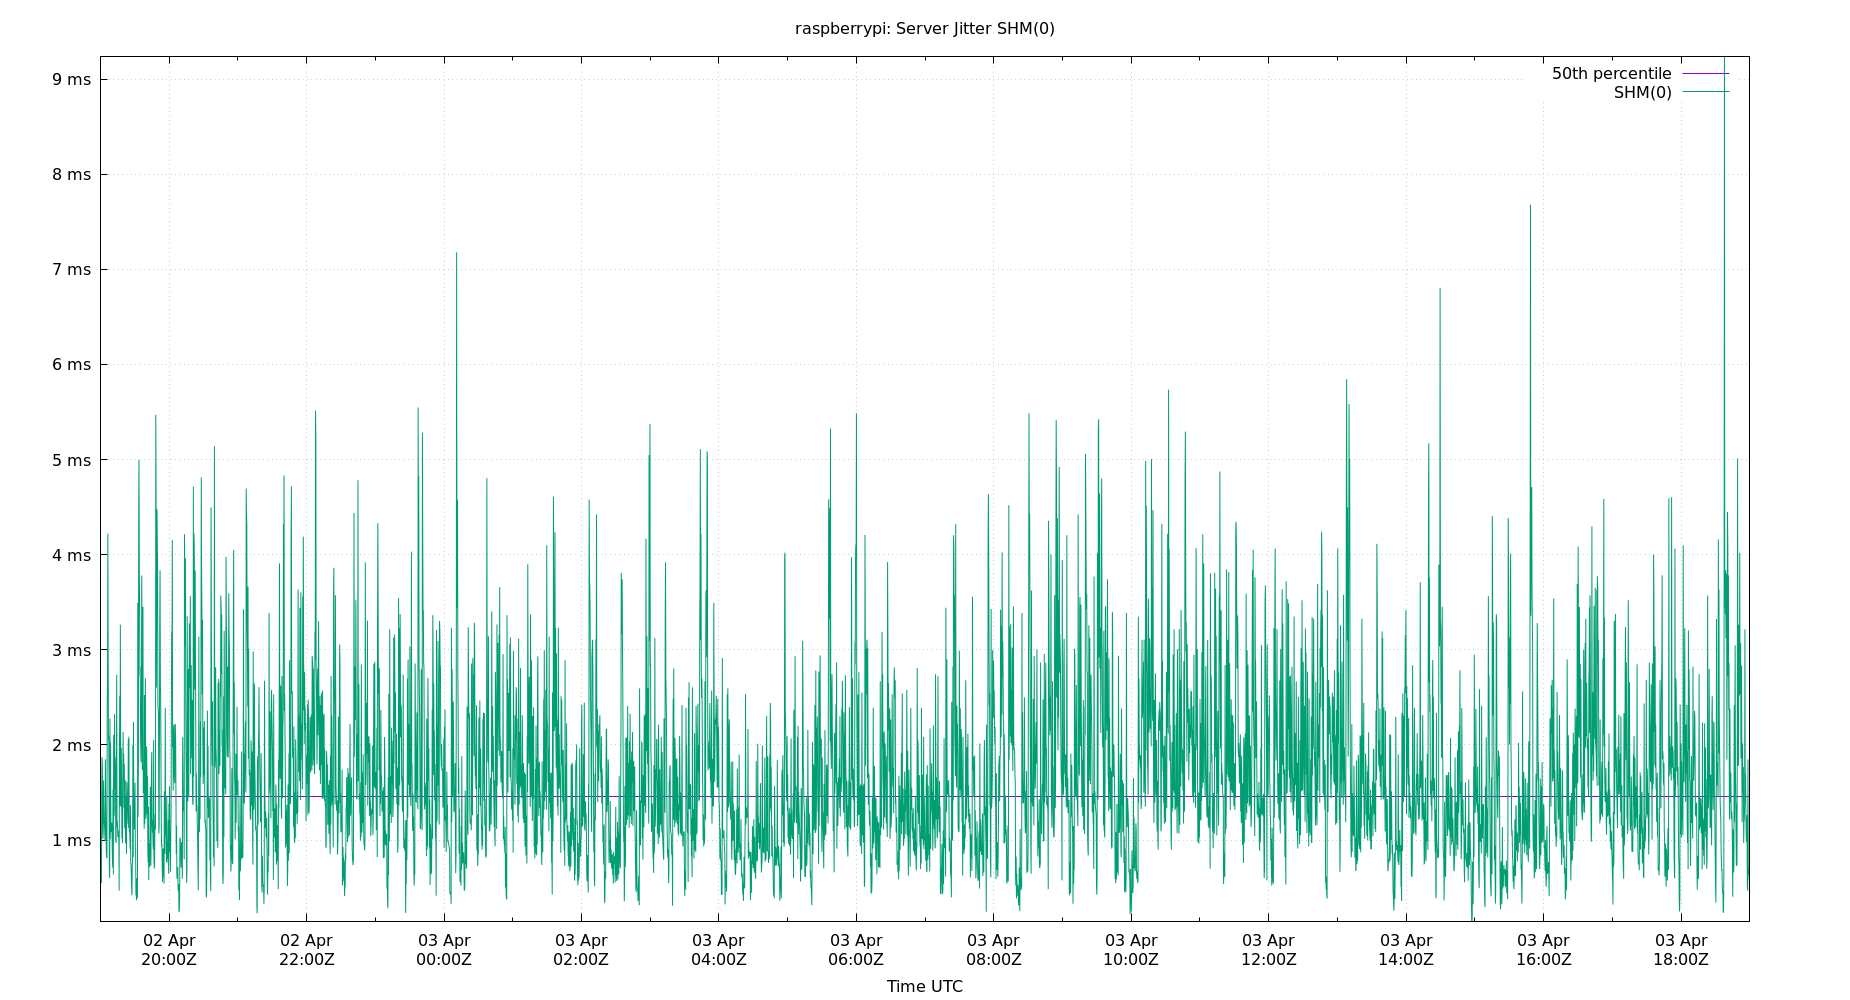 raspberrypi: Server Jitter SHM(0)
50th percentile
SHM(0)
9 ms
8 ms
7 ms
6 ms
5 ms
4 ms
3 ms
2 ms
1 ms
02 Apr 02 Apr 03 Apr 03 Apr 03 Apr 03 Apr 03 Apr 03 Apr 03 Apr 03 Apr 03 Apr 03 Apr
20:00Z 22:00Z 00:00Z 02:00Z 04:00Z 06:00Z 08:00Z 10:00Z 12:00Z 14:00Z 16:00Z 18:00Z
Time UTC